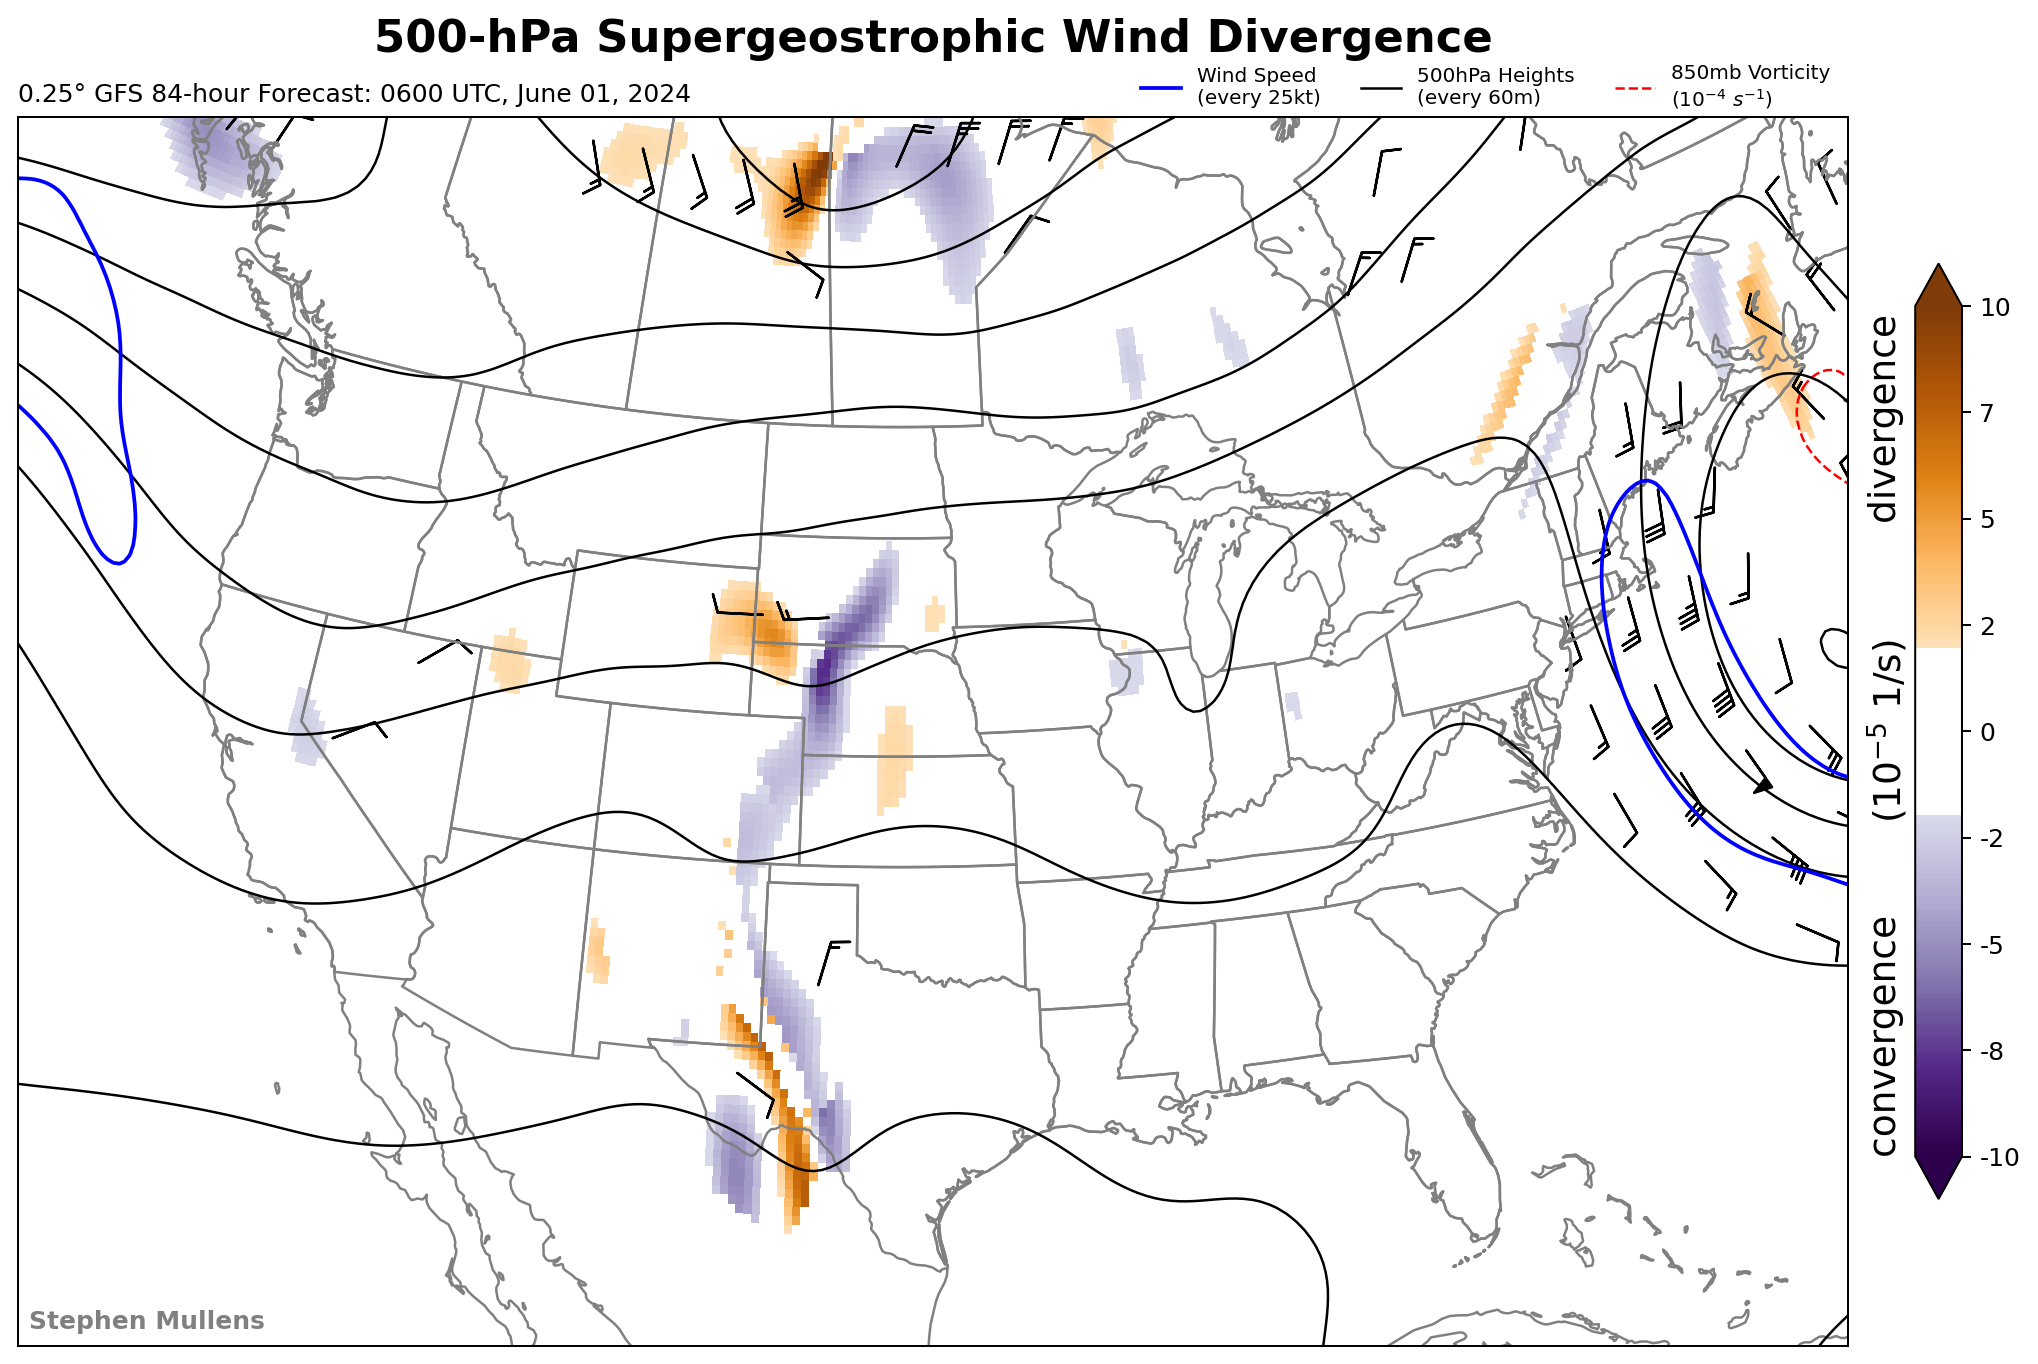 500-hPa Supergeostrophic Wind Divergence
0.25° GFS 84-hour Forecast: 0600 UTC, June 01, 2024
Wind Speed
(every 25kt)
500hPa Heights
(every 60m)
850mb Vorticity
(10⁻⁴ s⁻¹)
10
7
5
2
0
-2
-5
-8
-10
convergence (10⁻⁵ 1/s) divergence
Stephen Mullens